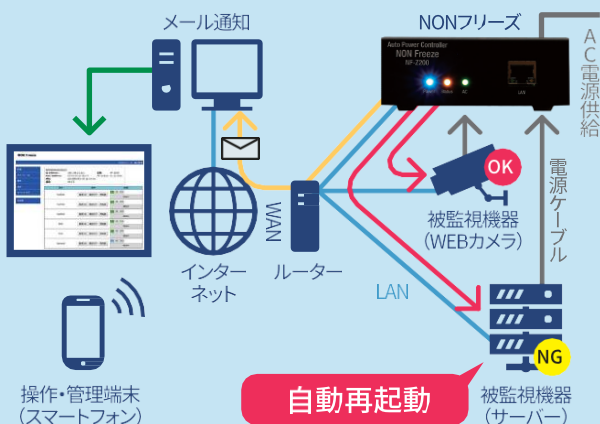 メール通知
NONフリーズ
Auto Power Controller
NON Freeze
NP-Z200
AC
LAN
AC電源供給
NON Freeze
OK
電源ケーブル
被監視機器
(WEBカメラ)
WAN
インター
ネット
ルーター
LAN
NG
操作・管理端末
(スマートフォン)
自動再起動
被監視機器
(サーバー)